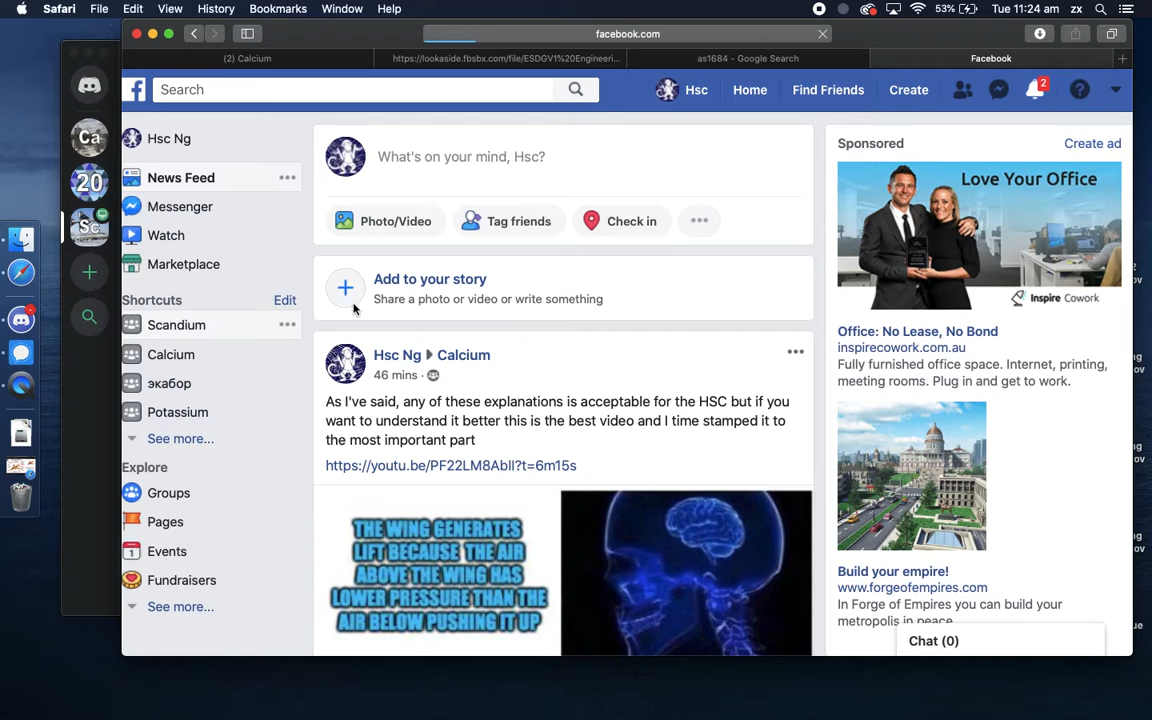 Safari File Edit View History Bookmarks Window Help
53% Tue 11:24 am zx
facebook.com
(2) Calcium
https://lookaside.fbsbx.com/file/ESDGV1%20Engineeri...
as1684 - Google Search
Facebook
Search
Hsc Home Find Friends Create
2
Ca
20
Sc
Hsc Ng
News Feed
Messenger
Watch
Marketplace
Shortcuts Edit
Scandium
Calcium
экабор
Potassium
See more...
Explore
Groups
Pages
Events
Fundraisers
See more...
What's on your mind, Hsc?
Photo/Video
Tag friends
Check in
Add to your story
Share a photo or video or write something
Hsc Ng Calcium
46 mins ·
As I've said, any of these explanations is acceptable for the HSC but if you
want to understand it better this is the best video and I time stamped it to
the most important part
https://youtu.be/PF22LM8AbII?t=6m15s
THE WING GENERATES
LIFT BECAUSE THE AIR
ABOVE THE WING HAS
LOWER PRESSURE THAN THE
AIR BELOW PUSHING IT UP
Sponsored Create ad
Love Your Office
Inspire Cowork
Office: No Lease, No Bond
inspirecowork.com.au
Fully furnished office space. Internet, printing,
meeting rooms. Plug in and get to work.
Build your empire!
www.forgeofempires.com
In Forge of Empires you can build your
metropolis in peace
Chat (0)